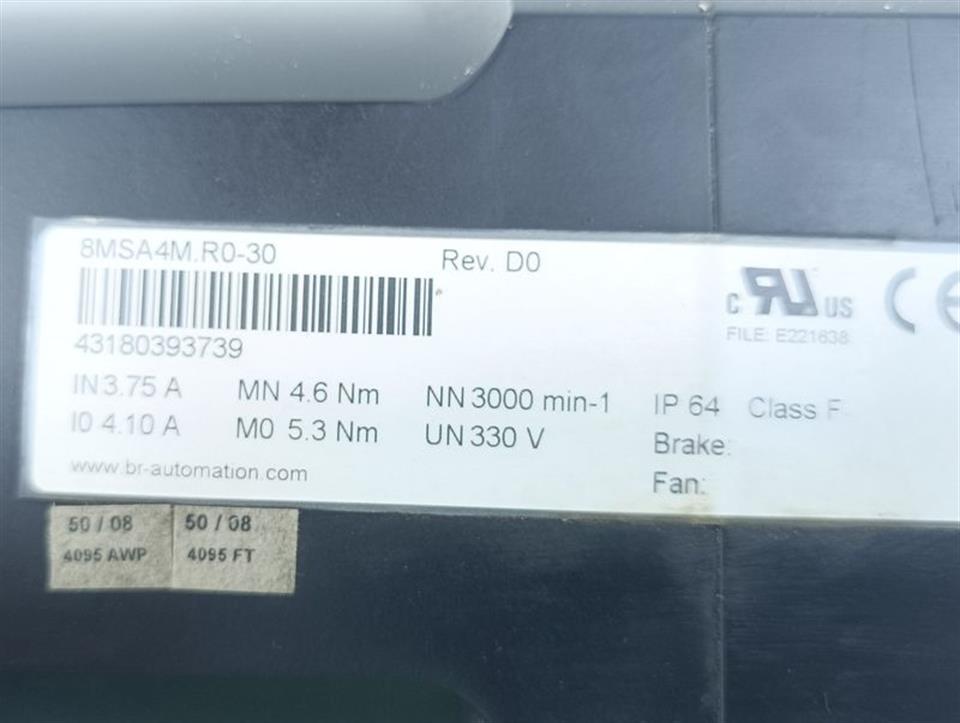 8MSA4M.R0-30 Rev. D0
43180393739
c RU US
FILE: E221638
CE
IN 3.75 A MN 4.6 Nm NN 3000 min-1 IP 64 Class F
I0 4.10 A M0 5.3 Nm UN 330 V Brake:
www.br-automation.com Fan:
50 / 08 50 / 08
4095 AWP 4095 FT